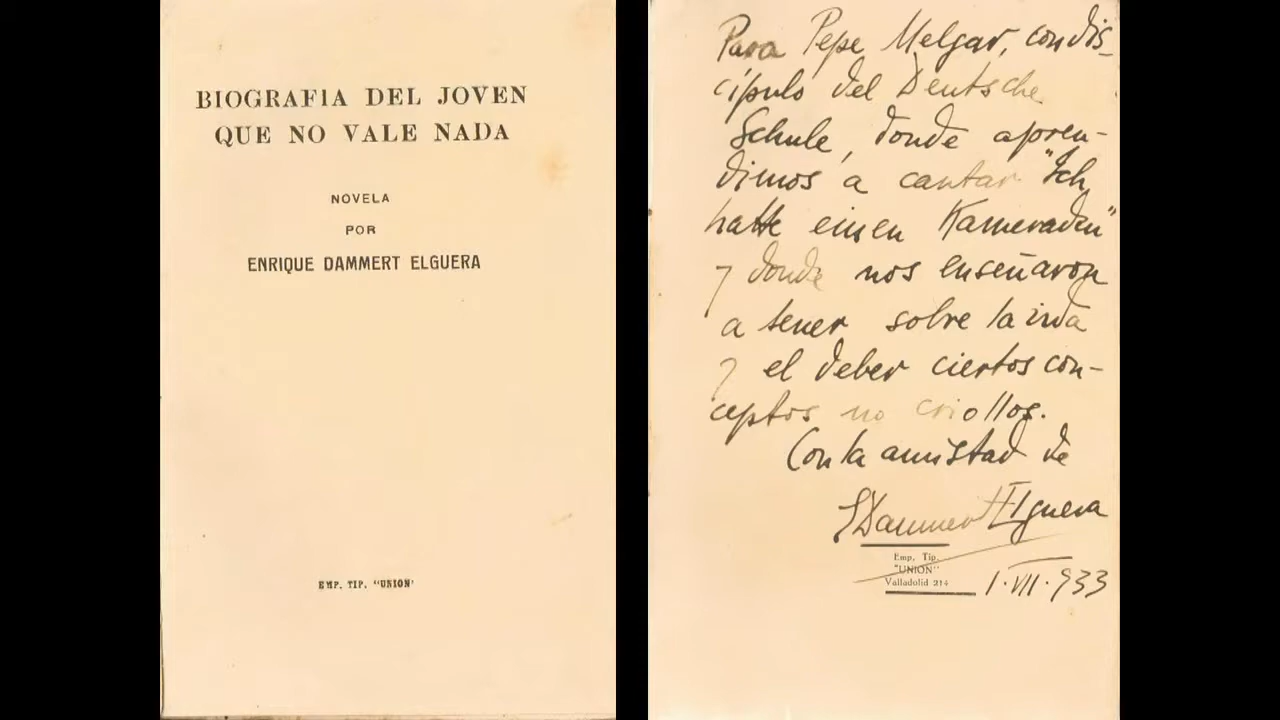 BIOGRAFIA DEL JOVEN
QUE NO VALE NADA
NOVELA
POR
ENRIQUE DAMMERT ELGUERA
EMP. TIP. "UNION"
Para Pepe Melgar, condis-
cípulo del Deutsche
Schule, donde apren-
dimos a cantar "Ich
hatte einen Kameraden"
y donde nos enseñaron
a tener sobre la vida
y el deber ciertos con-
ceptos no criollos.
Con la amistad de
EDammert Elguera
Emp. Tip.
"UNION"
Valladolid 214
1·VII·933